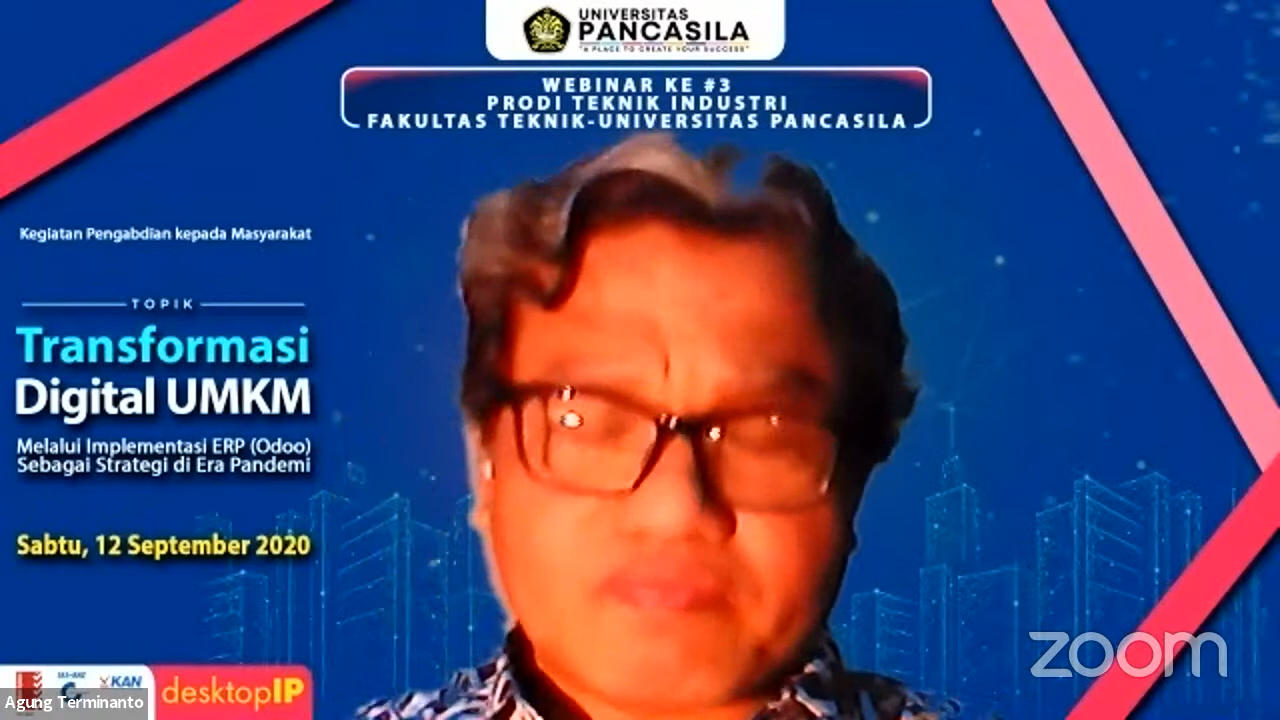 UNIVERSITAS
PANCASILA
"A PLACE TO CREATE YOUR SUCCESS"
WEBINAR KE #3
PRODI TEKNIK INDUSTRI
FAKULTAS TEKNIK-UNIVERSITAS PANCASILA
Kegiatan Pengabdian kepada Masyarakat
TOPIK
Transformasi
Digital UMKM
Melalui Implementasi ERP (Odoo)
Sebagai Strategi di Era Pandemi
Sabtu, 12 September 2020
KAN
desktopIP
Agung Terminanto
zoom